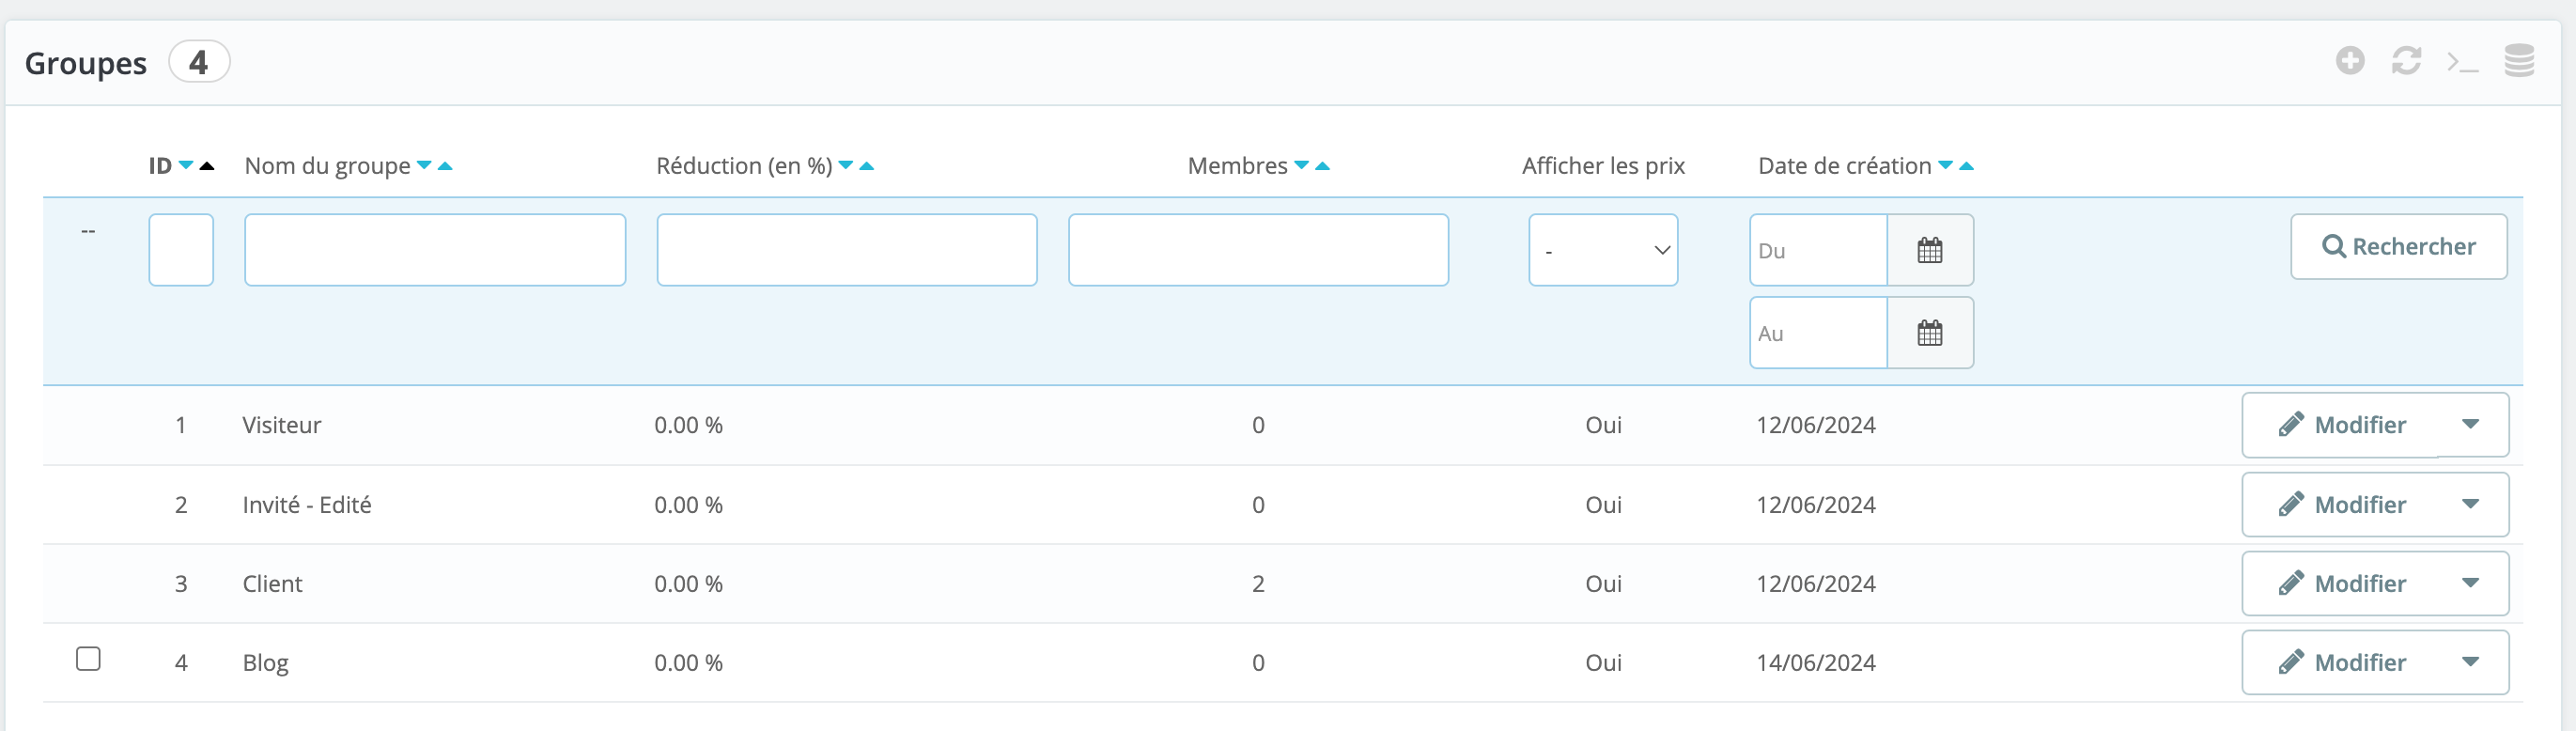 Groupes 4
ID Nom du groupe Réduction (en %) Membres Afficher les prix Date de création
-- - Du Rechercher
Au
1 Visiteur 0.00 % 0 Oui 12/06/2024 Modifier
2 Invité - Edité 0.00 % 0 Oui 12/06/2024 Modifier
3 Client 0.00 % 2 Oui 12/06/2024 Modifier
4 Blog 0.00 % 0 Oui 14/06/2024 Modifier